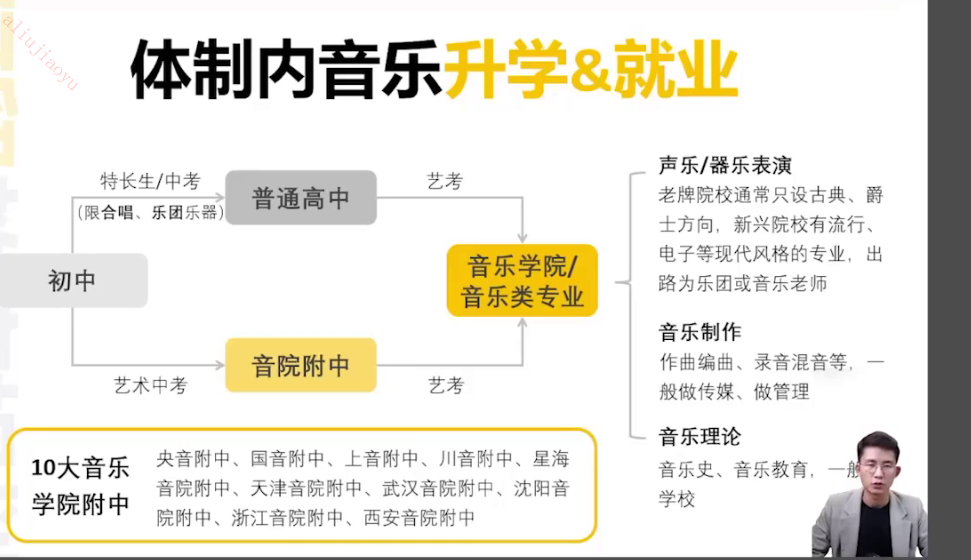 aliujiaoyu
体制内音乐升学&就业
特长生/中考
(限合唱、乐团乐器)
普通高中
艺考
初中
音乐学院/
音乐类专业
艺术中考
音院附中
艺考
声乐/器乐表演
老牌院校通常只设古典、爵
士方向，新兴院校有流行、
电子等现代风格的专业，出
路为乐团或音乐老师
音乐制作
作曲编曲、录音混音等，一
般做传媒、做管理
音乐理论
音乐史、音乐教育，一般
学校
10大音乐
学院附中
央音附中、国音附中、上音附中、川音附中、星海
音院附中、天津音院附中、武汉音院附中、沈阳音
院附中、浙江音院附中、西安音院附中